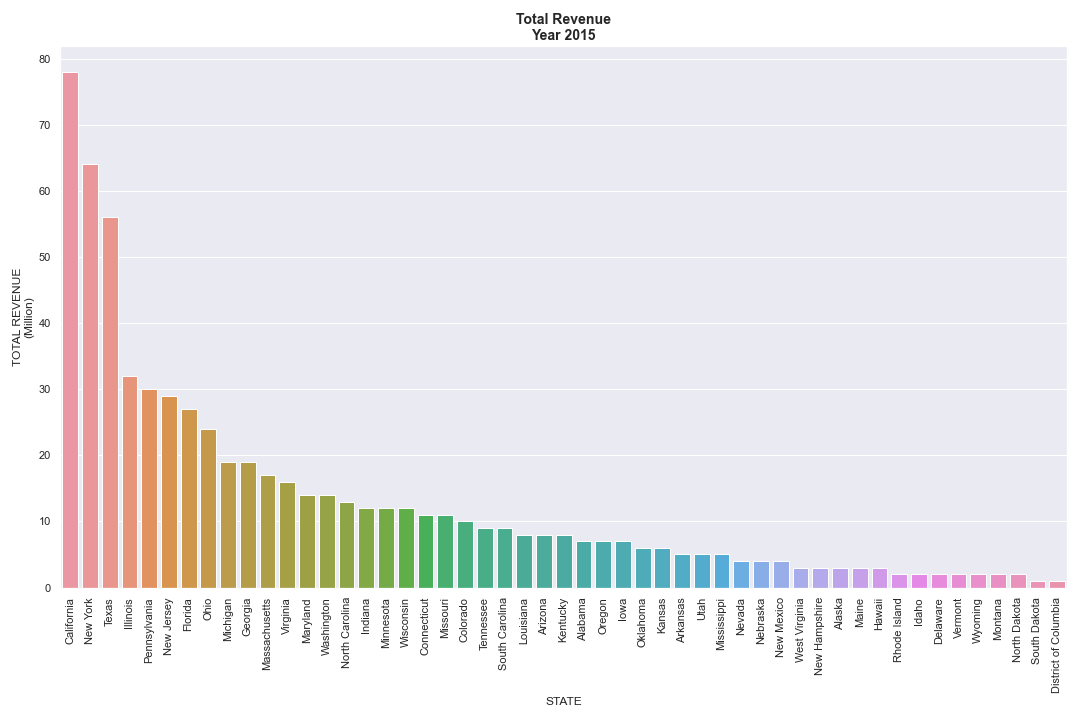 Total Revenue
Year 2015
TOTAL REVENUE
(Million)
80
70
60
50
40
30
20
10
0
California
New York
Texas
Illinois
Pennsylvania
New Jersey
Florida
Ohio
Michigan
Georgia
Massachusetts
Virginia
Maryland
Washington
North Carolina
Indiana
Minnesota
Wisconsin
Connecticut
Missouri
Colorado
Tennessee
South Carolina
Louisiana
Arizona
Kentucky
Alabama
Oregon
Iowa
Oklahoma
Kansas
Arkansas
Utah
Mississippi
Nevada
Nebraska
New Mexico
West Virginia
New Hampshire
Alaska
Maine
Hawaii
Rhode Island
Idaho
Delaware
Vermont
Wyoming
Montana
North Dakota
South Dakota
District of Columbia
STATE